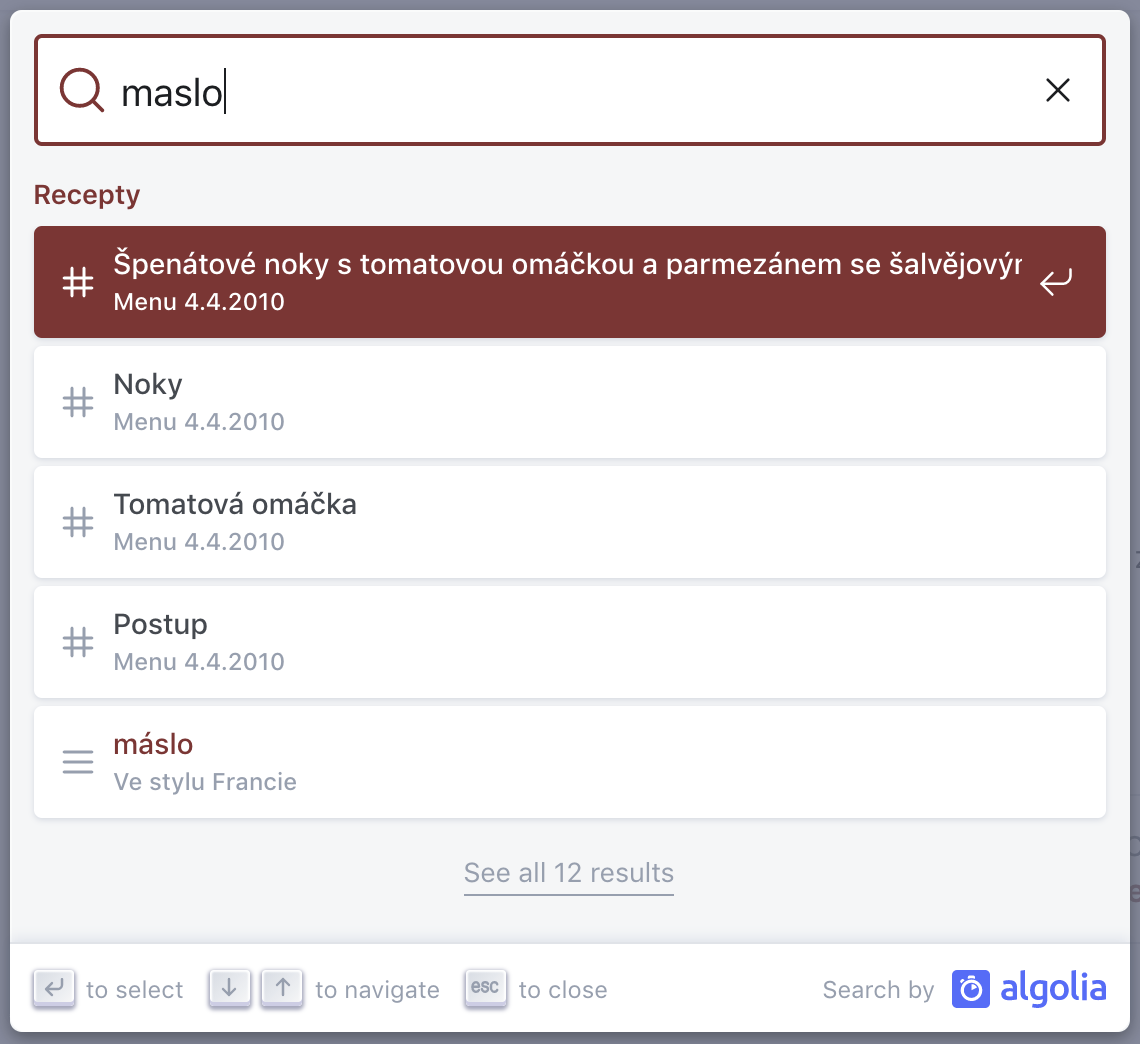 maslo
Recepty
Špenátové noky s tomatovou omáčkou a parmezánem se
Menu 4.4.2010
Noky
Menu 4.4.2010
Tomatová omáčka
Menu 4.4.2010
Postup
Menu 4.4.2010
máslo
Ve stylu Francie
See all 12 results
to select
to navigate
esc to close
Search by algolia